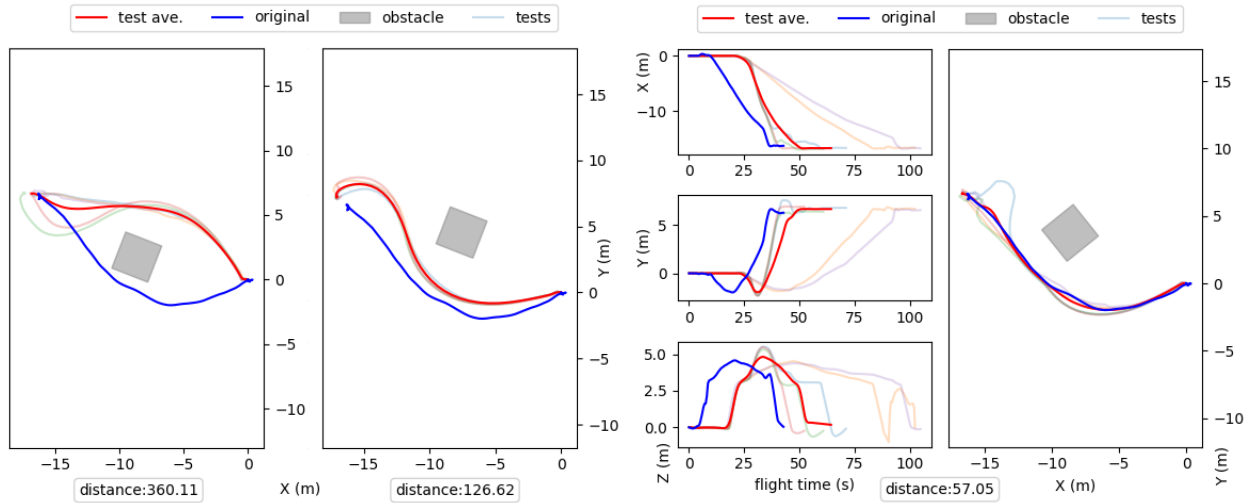 test ave. original obstacle tests
15
10
5
0
−5
−10
−15 −10 −5 0
distance:360.11
X (m)
15
10
5
0
−5
−10
Y (m)
−15 −10 −5 0
distance:126.62
test ave. original obstacle tests
X (m)
0
−10
0 25 50 75 100
Y (m)
5
0
0 25 50 75 100
Z (m)
5.0
2.5
0.0
0 25 50 75 100
flight time (s)
15
10
5
0
−5
−10
Y (m)
−15 −10 −5 0
X (m)
distance:57.05